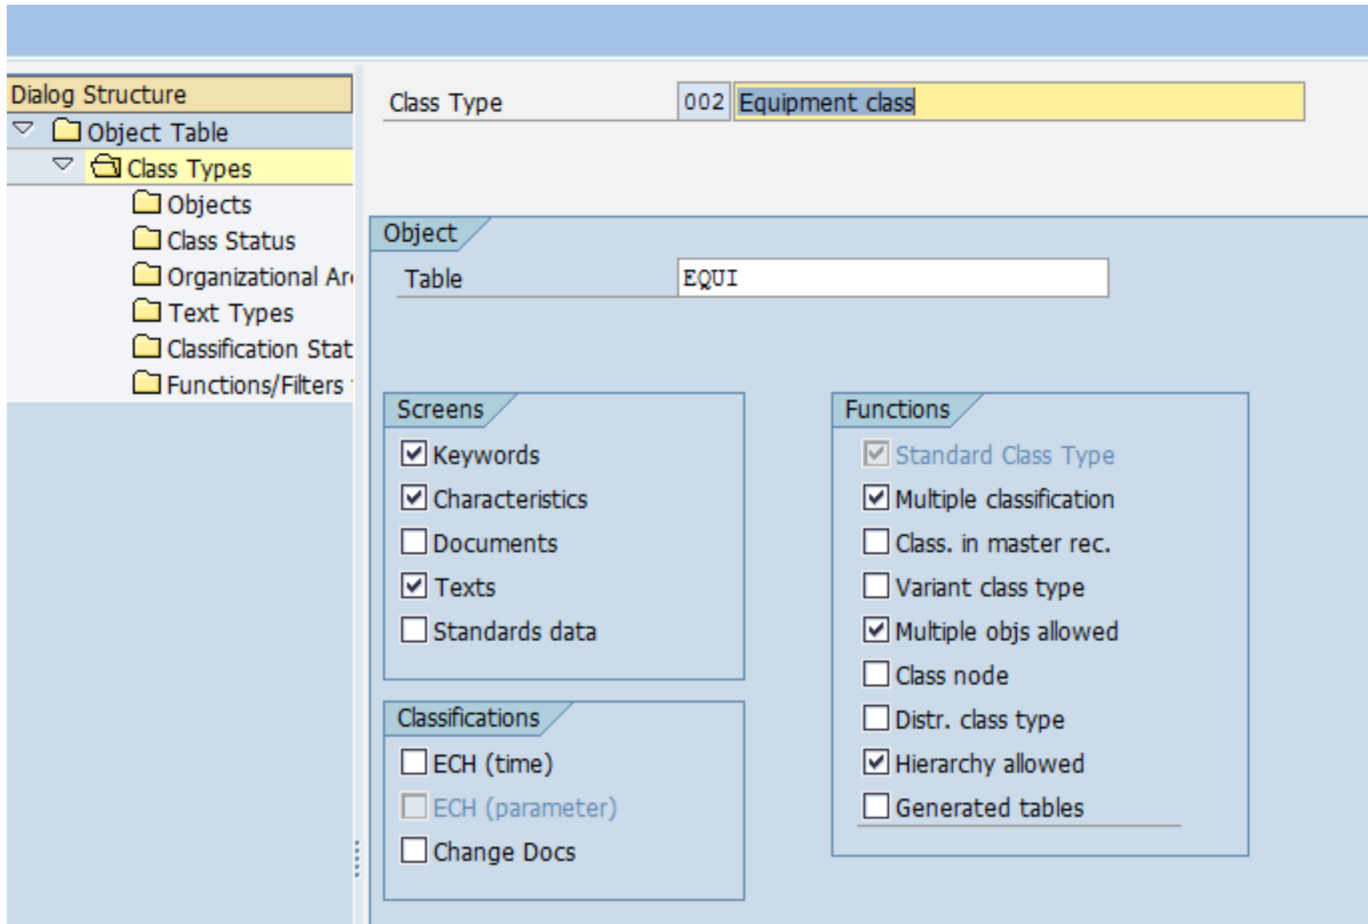 Dialog Structure
Object Table
Class Types
Objects
Class Status
Organizational Ar
Text Types
Classification Stat
Functions/Filters
Class Type 002 Equipment class
Object
Table EQUI
Screens
Keywords
Characteristics
Documents
Texts
Standards data
Classifications
ECH (time)
ECH (parameter)
Change Docs
Functions
Standard Class Type
Multiple classification
Class. in master rec.
Variant class type
Multiple objs allowed
Class node
Distr. class type
Hierarchy allowed
Generated tables